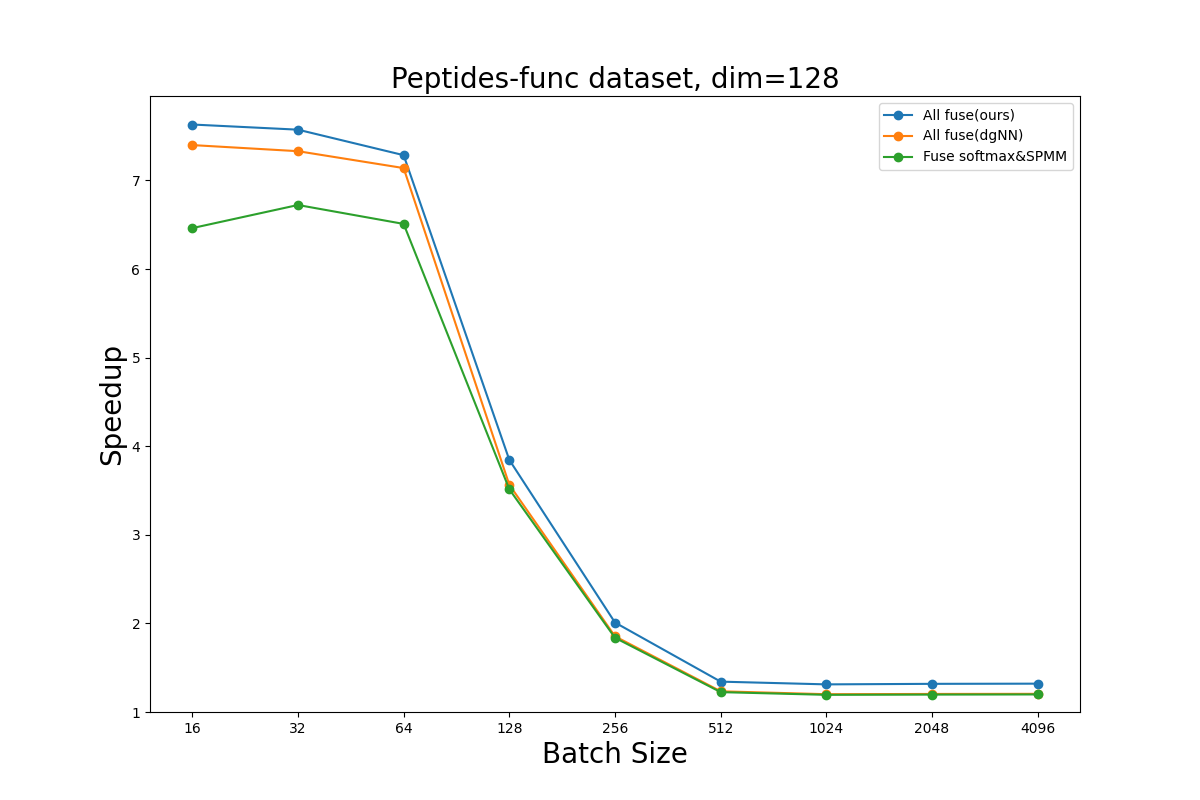 Peptides-func dataset, dim=128
All fuse(ours)
All fuse(dgNN)
Fuse softmax&SPMM
Speedup
7
6
5
4
3
2
1
16 32 64 128 256 512 1024 2048 4096
Batch Size